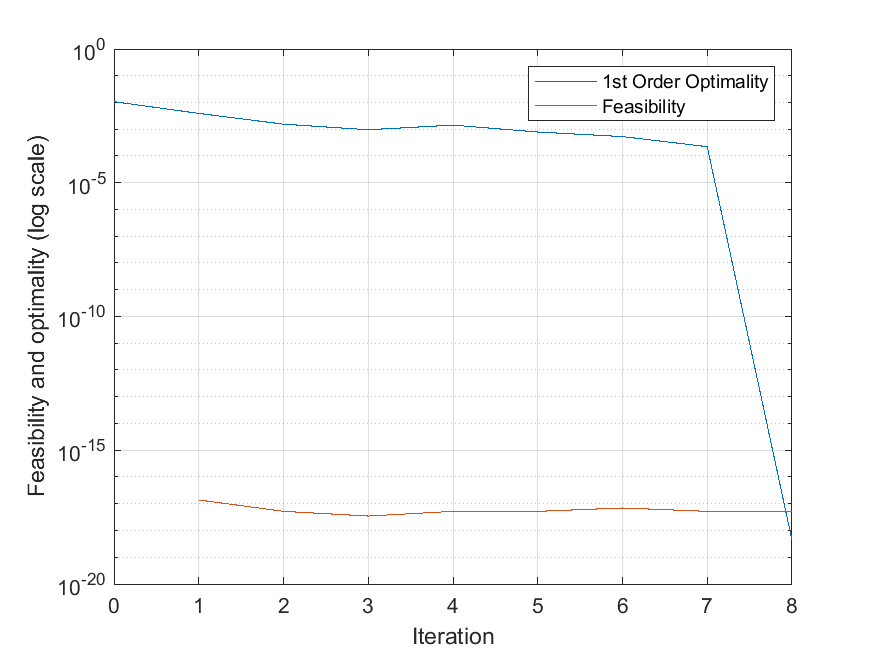 10^0
10^-5
10^-10
10^-15
10^-20
Feasibility and optimality (log scale)
1st Order Optimality
Feasibility
0 1 2 3 4 5 6 7 8
Iteration